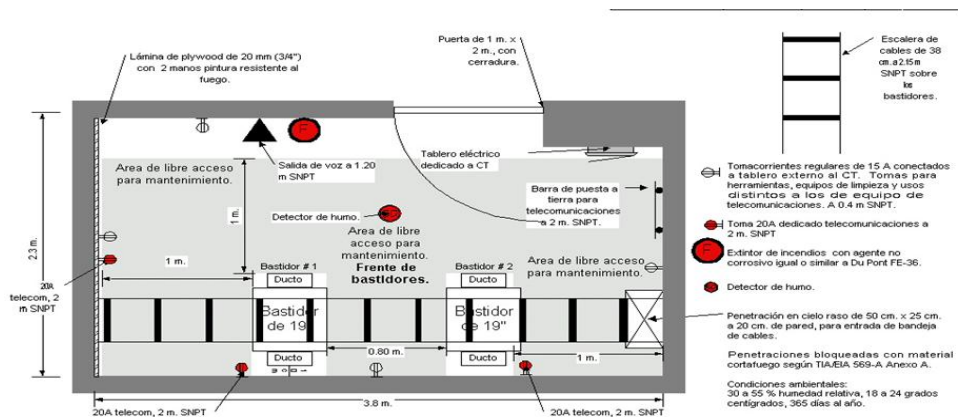 Lámina de plywood de 20 mm (3/4")
con 2 manos pintura resistente al
fuego.
Puerta de 1 m. x
2 m., con
cerradura.
Escalera de
cables de 38
cm. a 2.15 m
SNPT sobre
los
bastidores.
F
Area de libre acceso
para mantenimiento.
Salida de voz a 1.20
m SNPT
Tablero eléctrico
dedicado a CT
Tomacorrientes regulares de 15 A conectados
a tablero externo al CT. Tomas para
herramientas, equipos de limpieza y usos
distintos a los de equipo de
telecomunicaciones. A 0.4 m SNPT.
Barra de puesta a
tierra para
telecomunicaciones
a 2 m. SNPT.
1 m.
Detector de humo.
Area de libre
acceso para
mantenimiento.
Frente de
bastidores.
Toma 20A dedicado telecomunicaciones a
2 m. SNPT
F
Extintor de incendios con agente no
corrosivo igual o similar a Du Pont FE-36.
2.3 m.
1 m.
Area de libre acceso
para mantenimiento.
Bastidor # 1
Ducto
Bastidor # 2
Ducto
Detector de humo.
20A
telecom, 2
m SNPT
Bastidor
de 19"
Bastidor
de 19"
Penetración en cielo raso de 50 cm. x 25 cm.
a 20 cm. de pared, para entrada de bandeja
de cables.
0.80 m.
Ducto
Ducto
1 m.
Penetraciones bloqueadas con material
cortafuego según TIA/EIA 569-A Anexo A.
20A telecom, 2 m. SNPT
3.8 m.
20A telecom, 2 m. SNPT
Condiciones ambientales:
30 a 55 % humedad relativa, 18 a 24 grados
centígrados, 365 días al año.